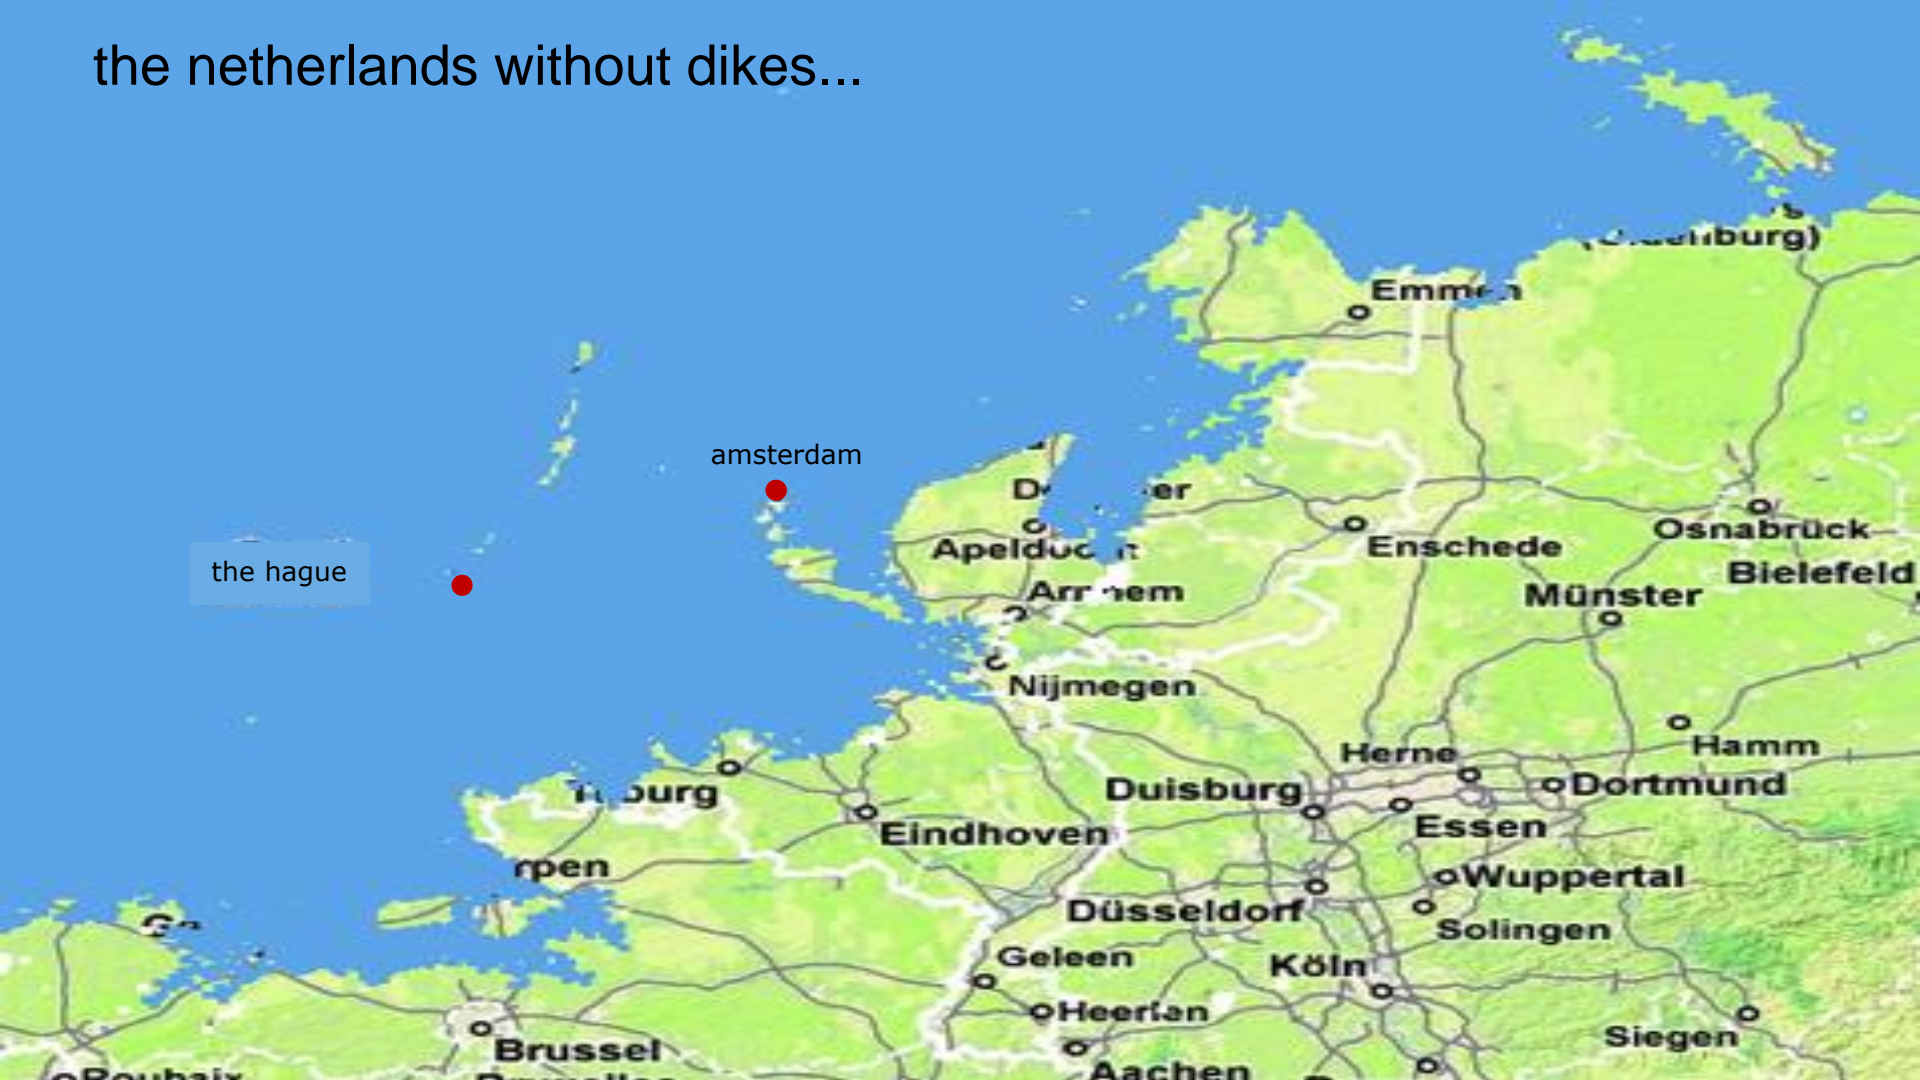 the netherlands without dikes...
amsterdam
the hague
Enschede
Osnabrück
Bielefeld
Münster
Nijmegen
Herne
Hamm
Duisburg
Dortmund
Eindhoven
Essen
Wuppertal
Düsseldorf
Solingen
Geleen
Köln
Heerlen
Siegen
Brussel
Aachen
Roubaix